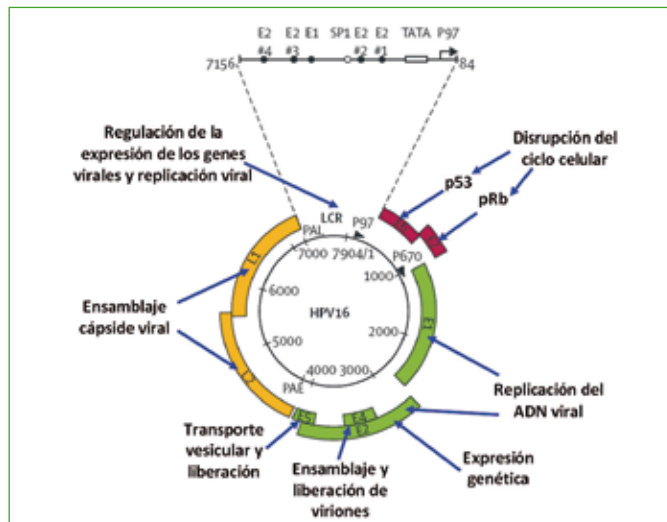 E2 E2 E1 SP1 E2 E2 TATA P97
#4 #3 #2 #1
7156 84
Regulación de la
expresión de los genes
virales y replicación viral
Disrupción del
ciclo celular
p53
pRb
LCR
P97
PAL
7904/1
7000
P670
1000
L1
6000
HPV16
E1
2000
Ensamblaje
cápside viral
5000
L2
4000
3000
PAE
Replicación del
ADN viral
E5
E4
E2
Transporte
vesicular y
liberación
Ensamblaje y
liberación de
viriones
Expresión
genética